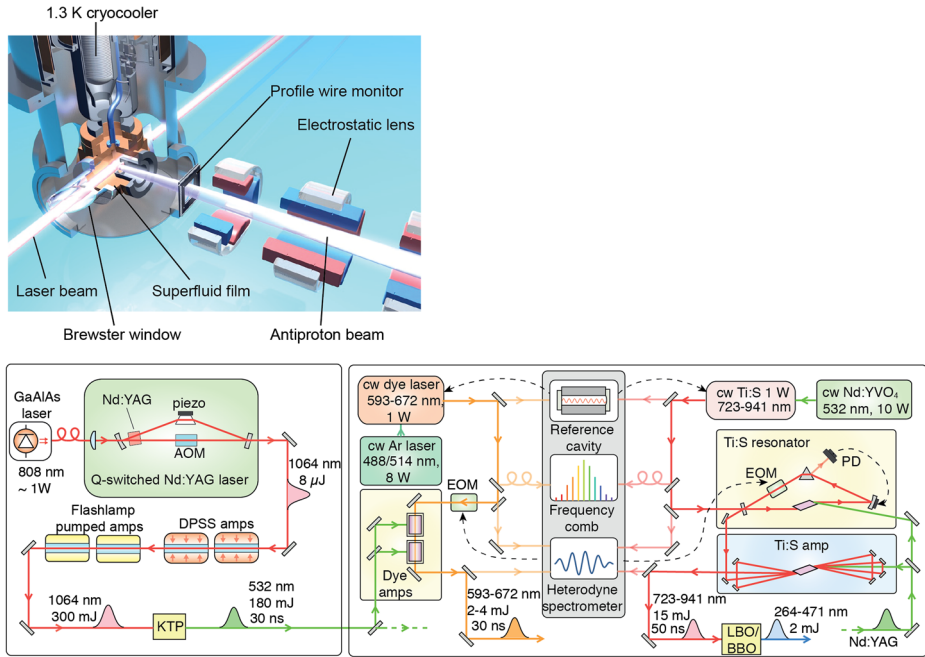 1.3 K cryocooler
Profile wire monitor
Electrostatic lens
Laser beam
Superfluid film
Brewster window
Antiproton beam
GaAlAs
laser
808 nm
~ 1W
Nd:YAG
piezo
AOM
Q-switched Nd:YAG laser
1064 nm
8 µJ
Flashlamp
pumped amps
DPSS amps
1064 nm
300 mJ
KTP
532 nm
180 mJ
30 ns
cw dye laser
593-672 nm,
1 W
cw Ar laser
488/514 nm,
8 W
EOM
Dye
amps
593-672 nm
2-4 mJ
30 ns
Reference
cavity
Frequency
comb
Heterodyne
spectrometer
cw Ti:S 1 W
723-941 nm
cw Nd:YVO₄
532 nm, 10 W
Ti:S resonator
EOM
PD
Ti:S amp
723-941 nm
15 mJ
50 ns
LBO/
BBO
264-471 nm
2 mJ
Nd:YAG